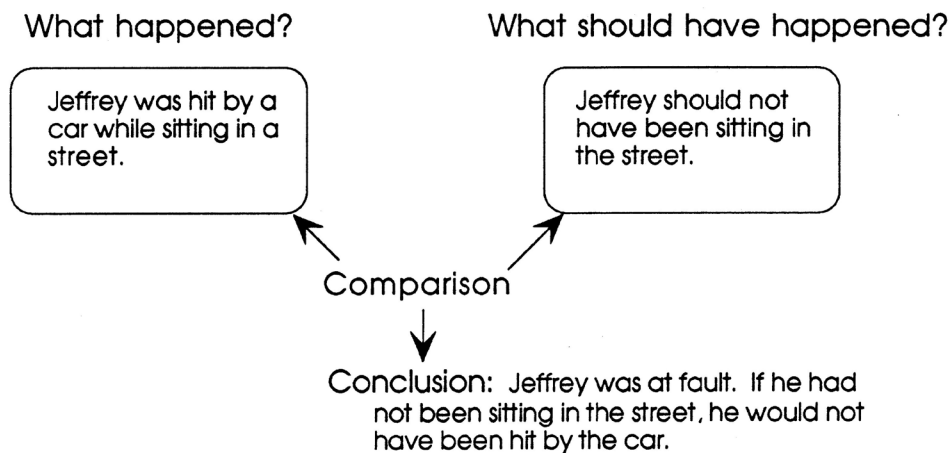 What happened?
What should have happened?
Jeffrey was hit by a
car while sitting in a
street.
Jeffrey should not
have been sitting in
the street.
Comparison
Conclusion: Jeffrey was at fault. If he had
not been sitting in the street, he would not
have been hit by the car.